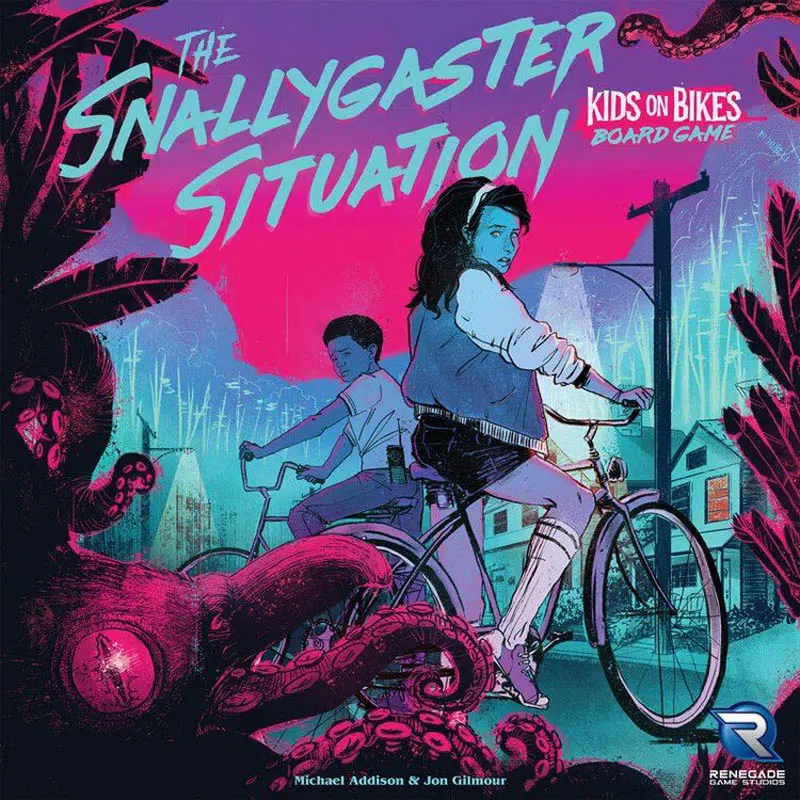 THE
SNALLYGASTER
SITUATION
KIDS ON BIKES
BOARD GAME
Michael Addison & Jon Gilmour
R
RENEGADE
GAME STUDIOS